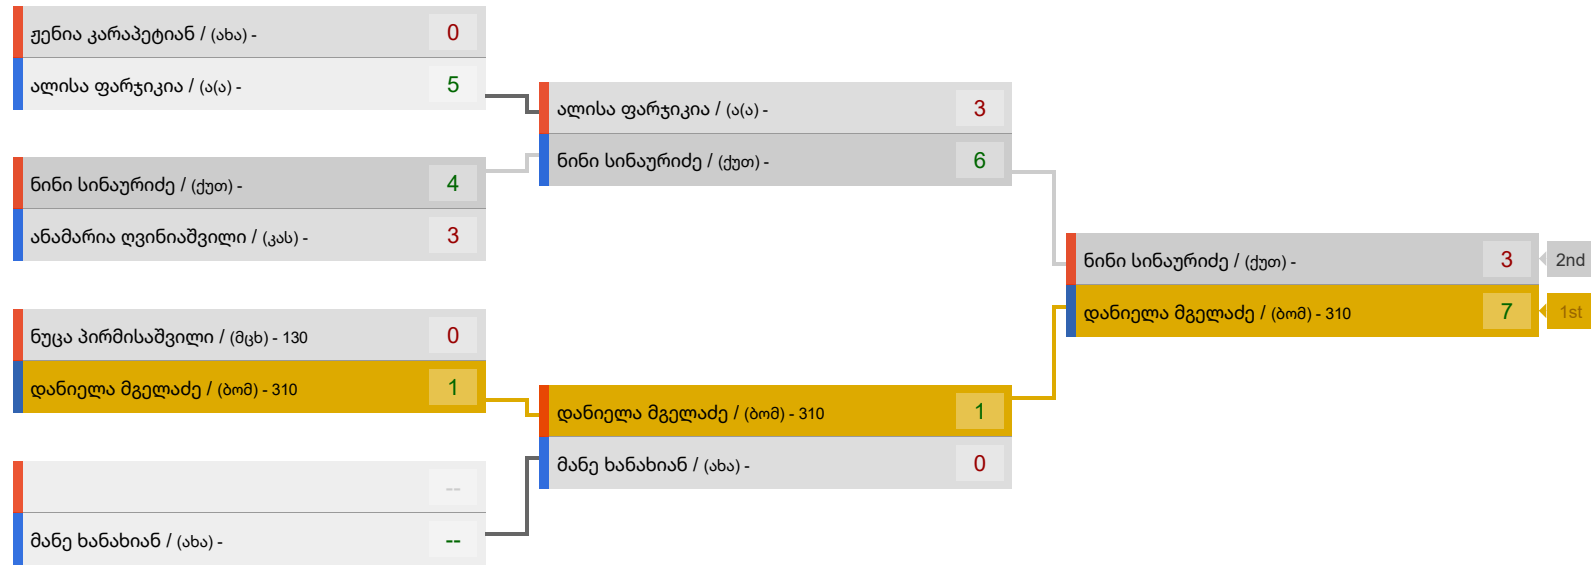 ჟენია კარაპეტიან / (ახა) - 0
ალისა ფარჯიკია / (ა(ა) - 5
ნინი სინაურიძე / (ქუთ) - 4
ანამარია ღვინიაშვილი / (კას) - 3
ნუცა პირმისაშვილი / (მცხ) - 130 0
დანიელა მგელაძე / (ბომ) - 310 1
--
მანე ხანახიან / (ახა) - --
ალისა ფარჯიკია / (ა(ა) - 3
ნინი სინაურიძე / (ქუთ) - 6
დანიელა მგელაძე / (ბომ) - 310 1
მანე ხანახიან / (ახა) - 0
ნინი სინაურიძე / (ქუთ) - 3 2nd
დანიელა მგელაძე / (ბომ) - 310 7 1st